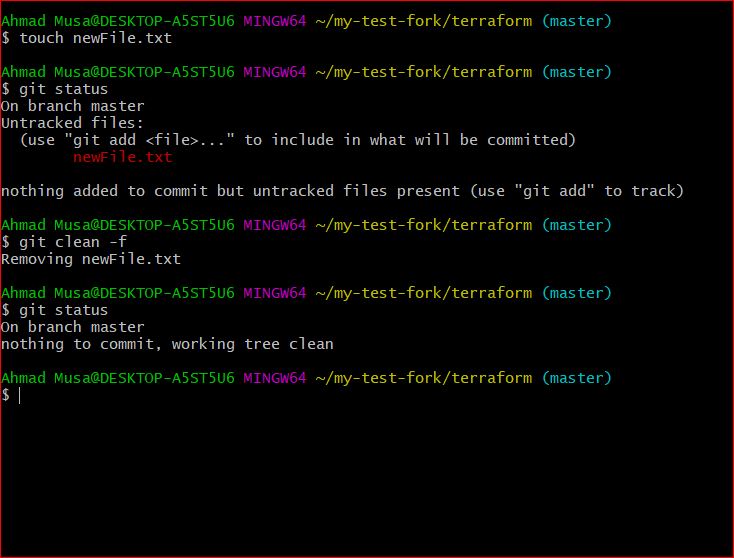 Ahmad Musa@DESKTOP-A5ST5U6 MINGW64 ~/my-test-fork/terraform (master)
$ touch newFile.txt
Ahmad Musa@DESKTOP-A5ST5U6 MINGW64 ~/my-test-fork/terraform (master)
$ git status
On branch master
Untracked files:
  (use "git add <file>..." to include in what will be committed)
        newFile.txt
nothing added to commit but untracked files present (use "git add" to track)
Ahmad Musa@DESKTOP-A5ST5U6 MINGW64 ~/my-test-fork/terraform (master)
$ git clean -f
Removing newFile.txt
Ahmad Musa@DESKTOP-A5ST5U6 MINGW64 ~/my-test-fork/terraform (master)
$ git status
On branch master
nothing to commit, working tree clean
Ahmad Musa@DESKTOP-A5ST5U6 MINGW64 ~/my-test-fork/terraform (master)
$